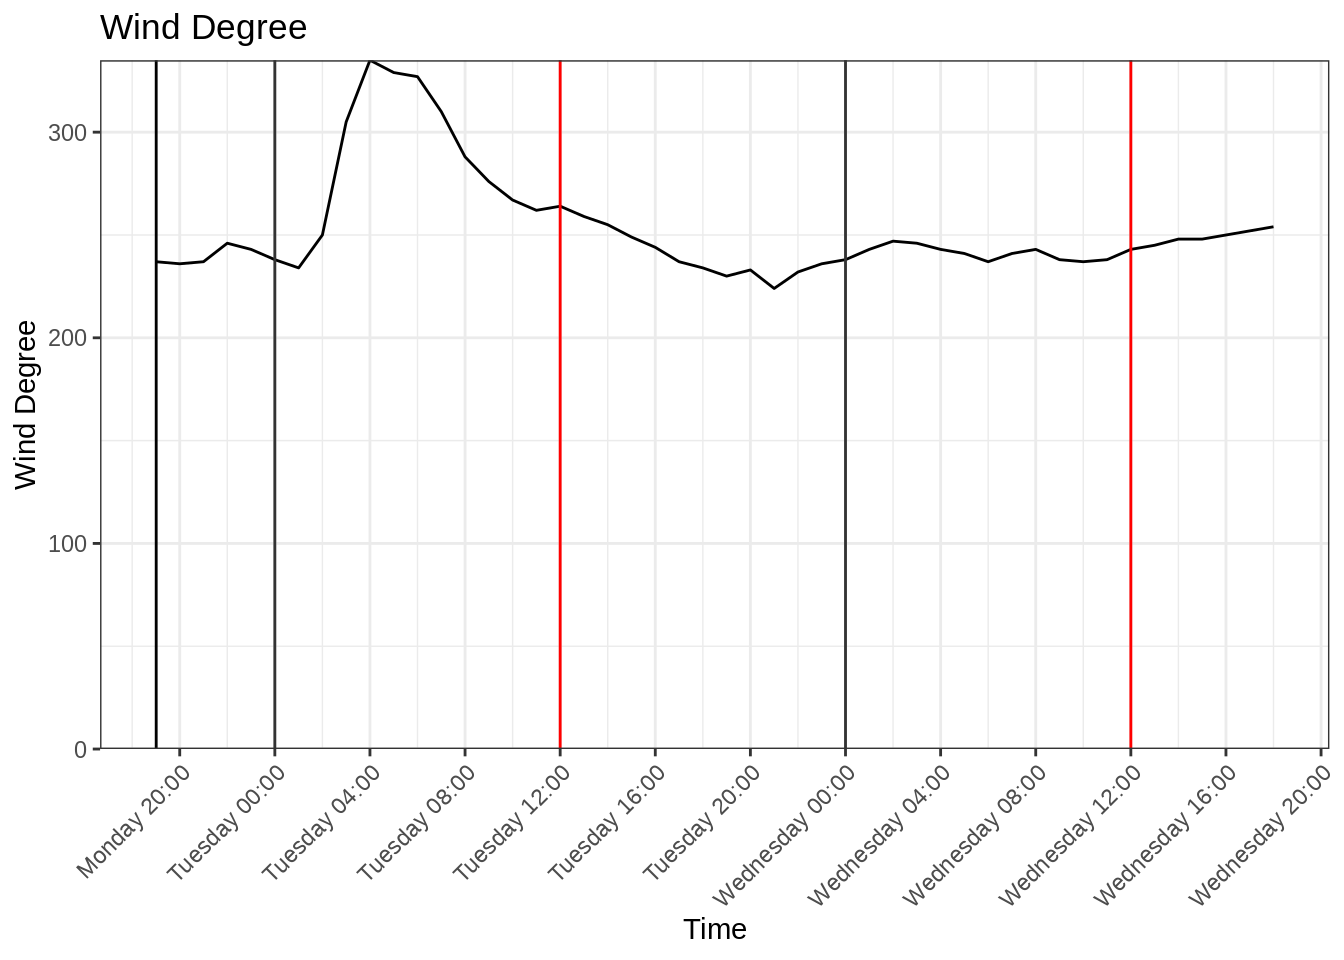 Wind Degree
Wind Degree
300
200
100
0
Monday 20:00
Tuesday 00:00
Tuesday 04:00
Tuesday 08:00
Tuesday 12:00
Tuesday 16:00
Tuesday 20:00
Wednesday 00:00
Wednesday 04:00
Wednesday 08:00
Wednesday 12:00
Wednesday 16:00
Wednesday 20:00
Time